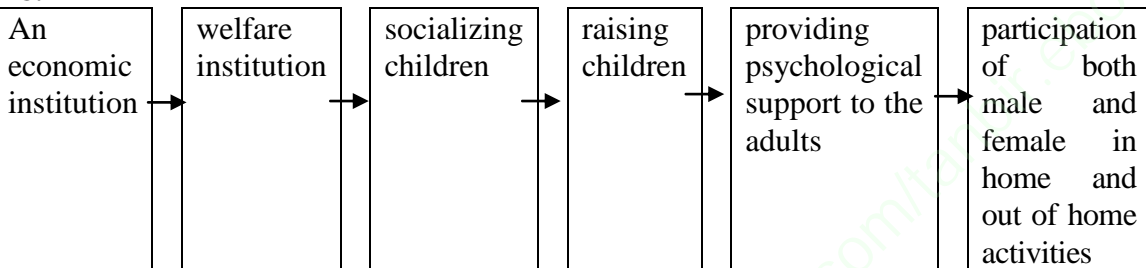 An
economic
institution
welfare
institution
socializing
children
raising
children
providing
psychological
support to the
adults
participation
of both
male and
female in
home and
out of home
activities